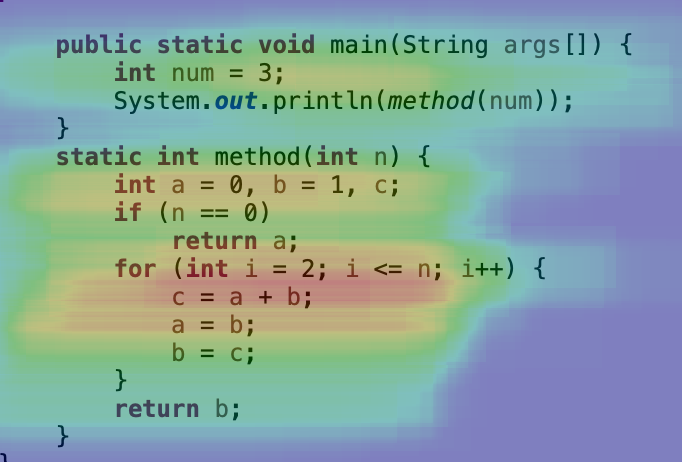 public static void main(String args[]) {
int num = 3;
System.out.println(method(num));
}
static int method(int n) {
int a = 0, b = 1, c;
if (n == 0)
return a;
for (int i = 2; i <= n; i++) {
c = a + b;
a = b;
b = c;
}
return b;
}
}